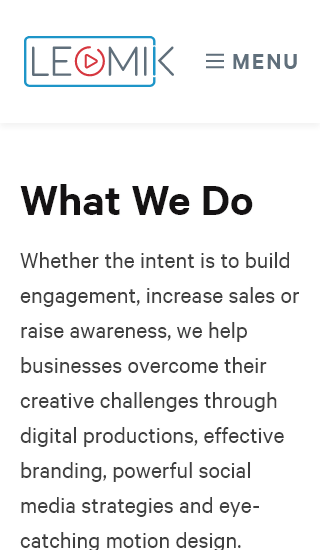 LEOMIK
MENU
What We Do
Whether the intent is to build
engagement, increase sales or
raise awareness, we help
businesses overcome their
creative challenges through
digital productions, effective
branding, powerful social
media strategies and eye-
catching motion design.